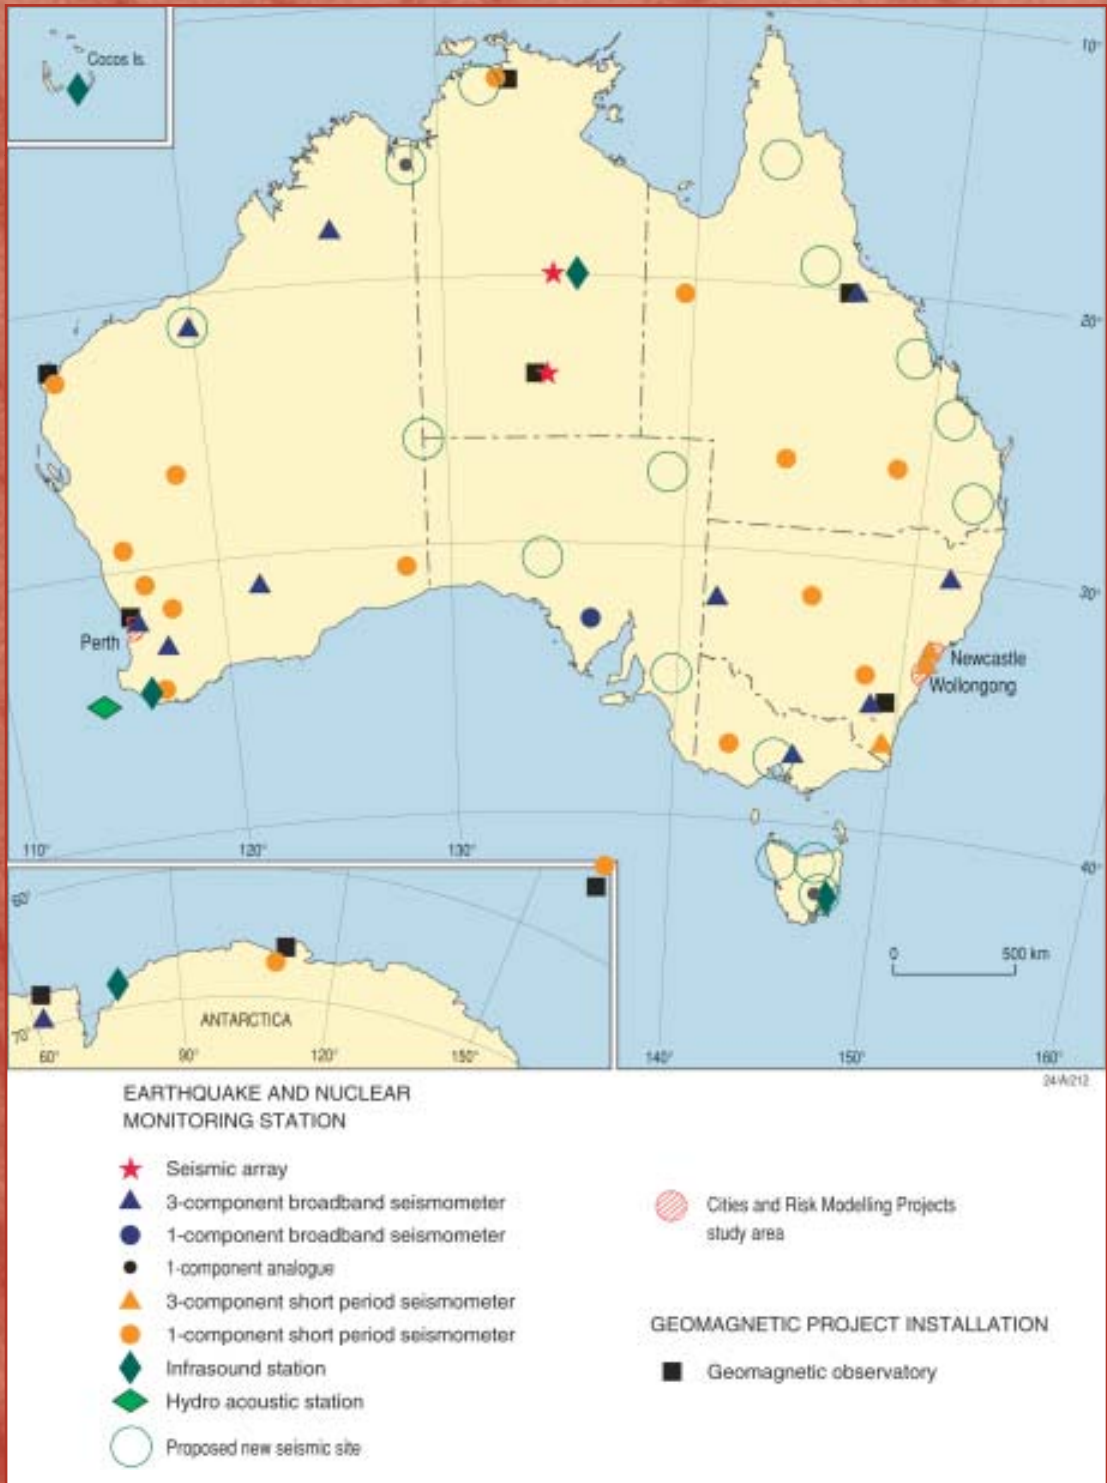 Cocos Is.
10°
20°
30°
Perth
Newcastle
Wollongong
110°
120°
130°
40°
60°
0
500 km
ANTARCTICA
70°
60°
90°
120°
150°
140°
150°
160°
24/A/212
EARTHQUAKE AND NUCLEAR
MONITORING STATION
Seismic array
3-component broadband seismometer
1-component broadband seismometer
1-component analogue
3-component short period seismometer
1-component short period seismometer
Infrasound station
Hydro acoustic station
Proposed new seismic site
Cities and Risk Modelling Projects
study area
GEOMAGNETIC PROJECT INSTALLATION
Geomagnetic observatory